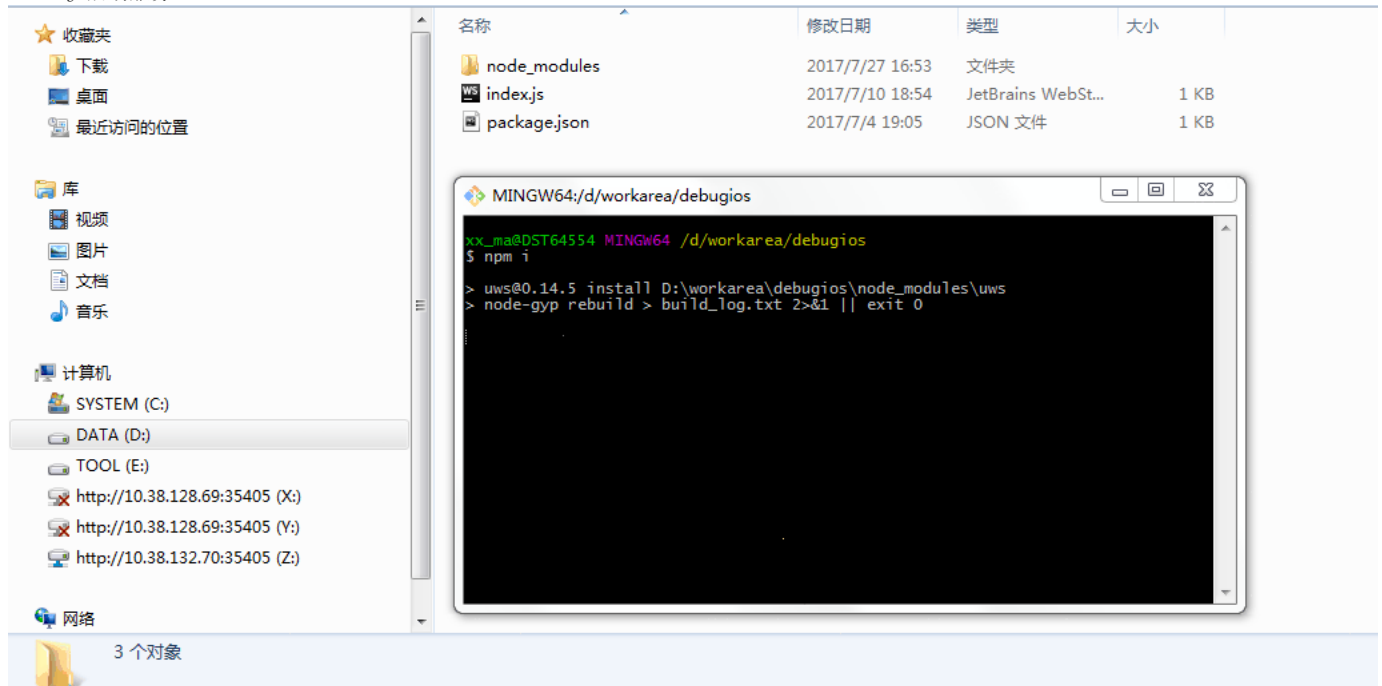 收藏夹
下载
桌面
最近访问的位置
库
视频
图片
文档
音乐
计算机
SYSTEM (C:)
DATA (D:)
TOOL (E:)
http://10.38.128.69:35405 (X:)
http://10.38.128.69:35405 (Y:)
http://10.38.132.70:35405 (Z:)
网络
名称 修改日期 类型 大小
node_modules 2017/7/27 16:53 文件夹
WS index.js 2017/7/10 18:54 JetBrains WebSt... 1 KB
package.json 2017/7/4 19:05 JSON 文件 1 KB
MINGW64:/d/workarea/debugios
xx_ma@DST64554 MINGW64 /d/workarea/debugios
$ npm i
> uws@0.14.5 install D:\workarea\debugios\node_modules\uws
> node-gyp rebuild > build_log.txt 2>&1 || exit 0
3 个对象